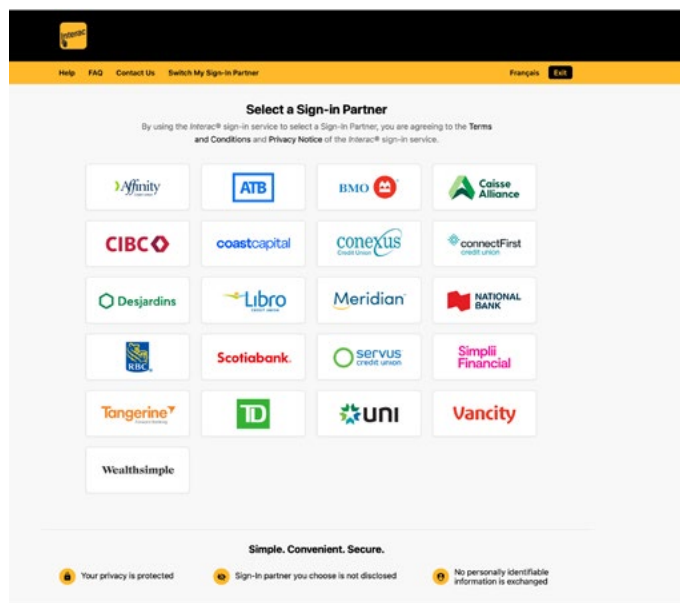 Interac
Help FAQ Contact Us Switch My Sign-In Partner Français Exit
Select a Sign-in Partner
By using the Interac® sign-in service to select a Sign-In Partner, you are agreeing to the Terms
and Conditions and Privacy Notice of the Interac® sign-in service.
Affinity ATB BMO Caisse
Alliance
CIBC coastcapital conexus
Credit Union connectFirst
credit union
Desjardins Libro
CREDIT UNION Meridian NATIONAL
BANK
RBC Scotiabank. servus
credit union Simplii
Financial
Tangerine TD UNI Vancity
Wealthsimple
Simple. Convenient. Secure.
Your privacy is protected Sign-In partner you choose is not disclosed No personally identifiable
information is exchanged